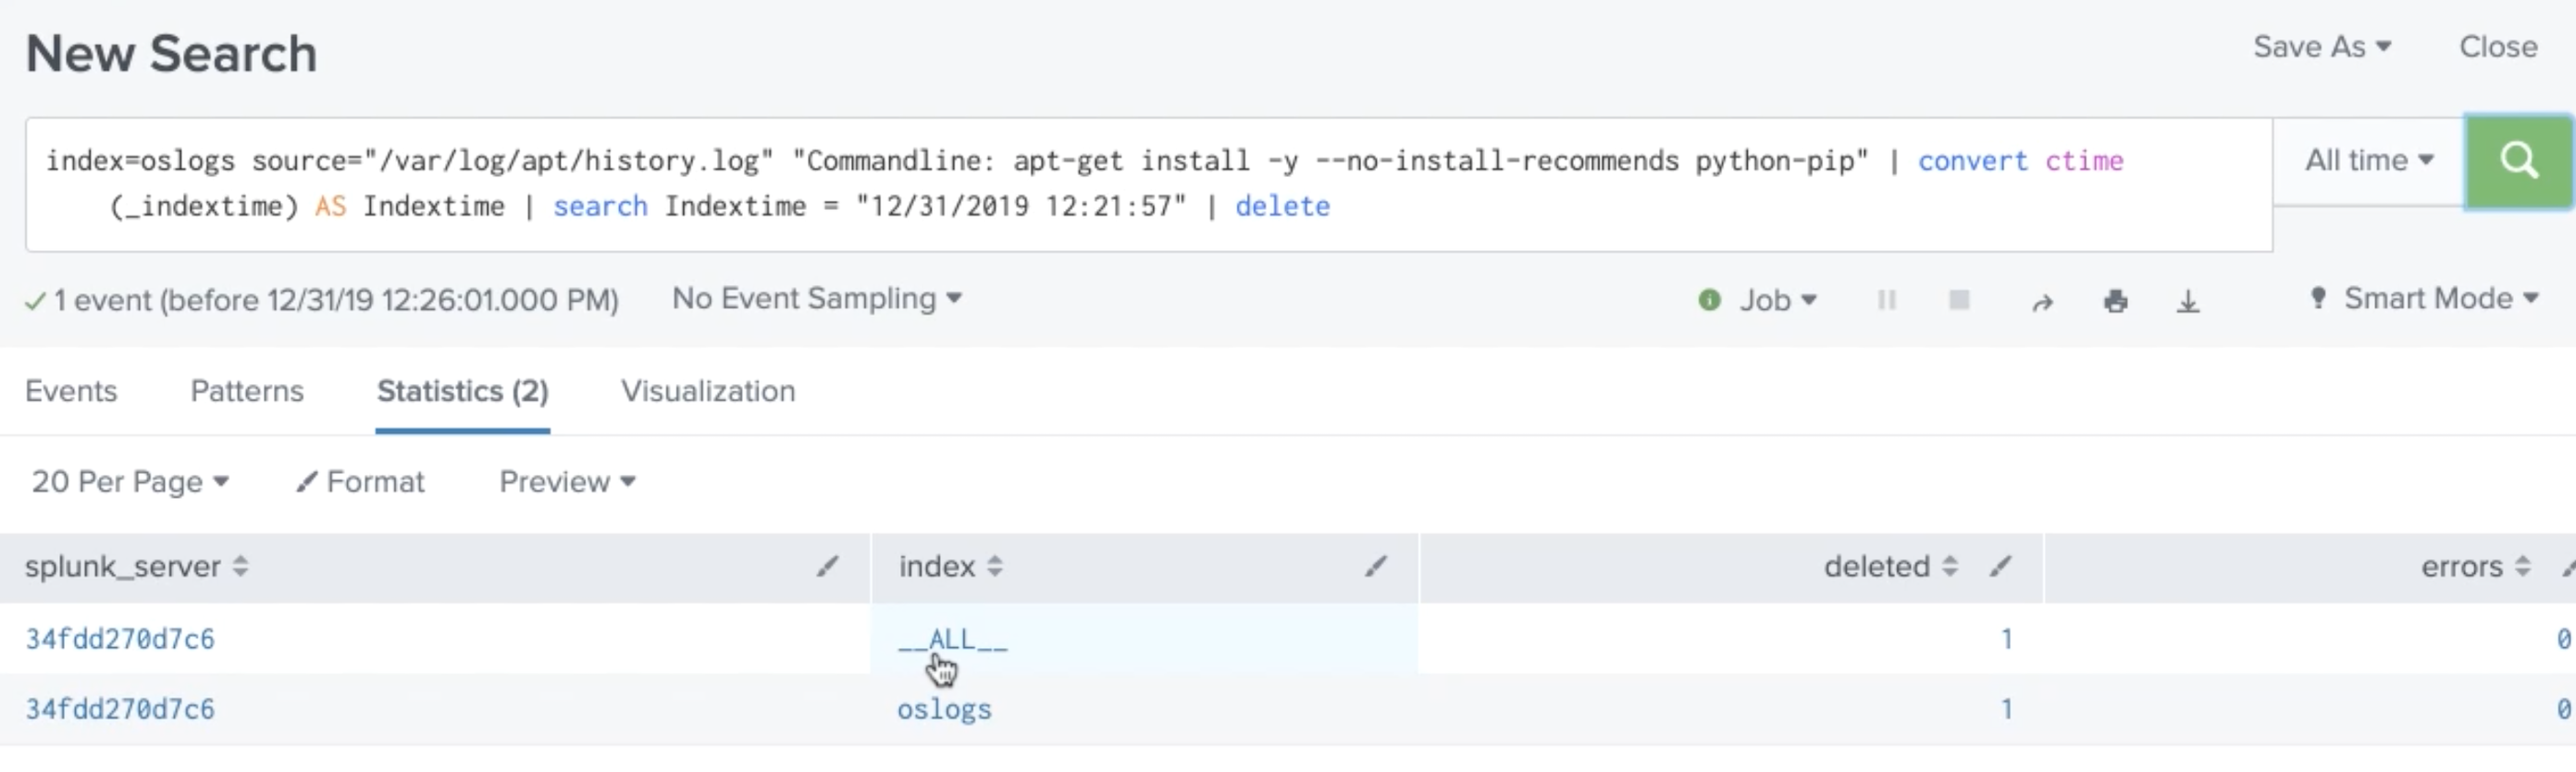 New Search
Save As
Close
index=oslogs source="/var/log/apt/history.log" "Commandline: apt-get install -y --no-install-recommends python-pip" | convert ctime
(_indextime) AS Indextime | search Indextime = "12/31/2019 12:21:57" | delete
All time
1 event (before 12/31/19 12:26:01.000 PM)
No Event Sampling
Job
Smart Mode
Events
Patterns
Statistics (2)
Visualization
20 Per Page
Format
Preview
splunk_server
index
deleted
errors
34fdd270d7c6
__ALL__
1
0
34fdd270d7c6
oslogs
1
0